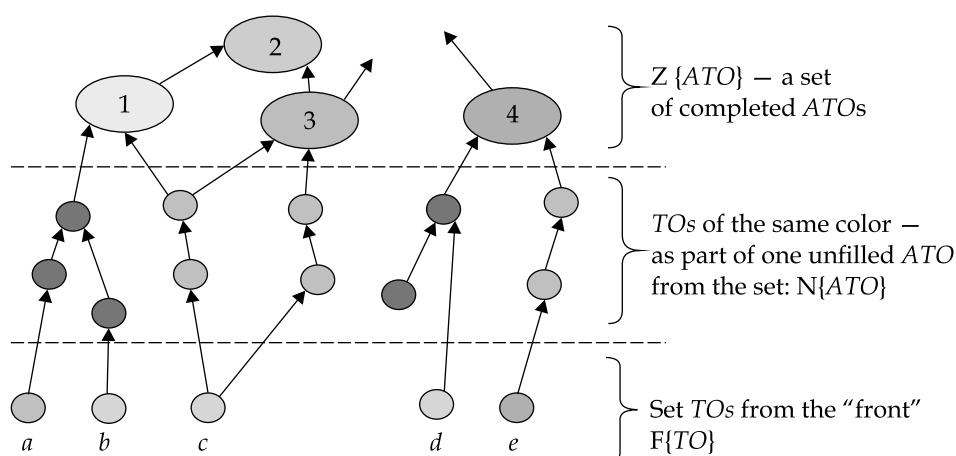 2
1
3
4
Z {ATO} — a set
of completed ATOs
TOs of the same color —
as part of one unfilled ATO
from the set: N{ATO}
Set TOs from the “front”
F{TO}
a b c d e